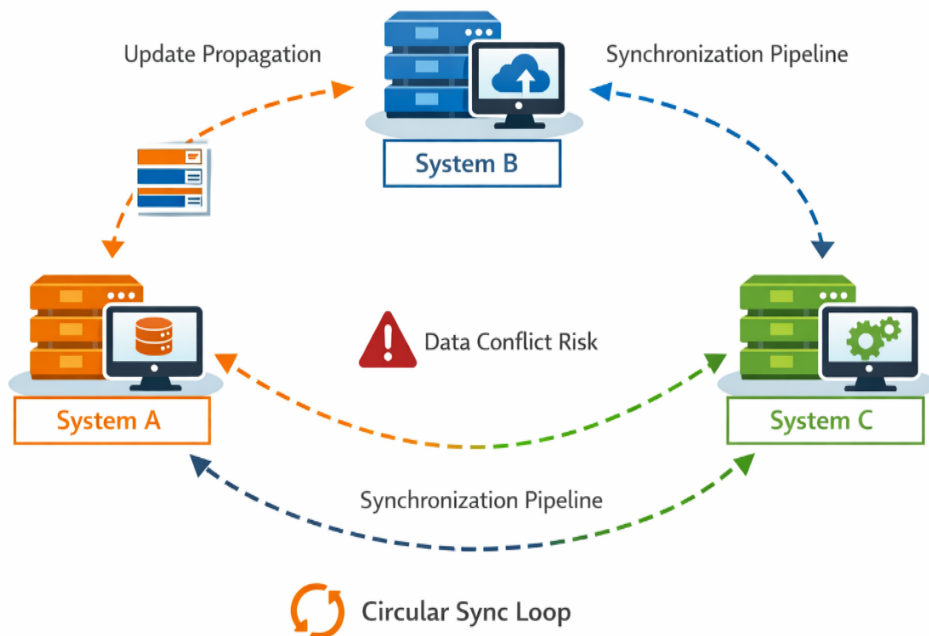 Update Propagation
Synchronization Pipeline
System B
Data Conflict Risk
System A
System C
Synchronization Pipeline
Circular Sync Loop